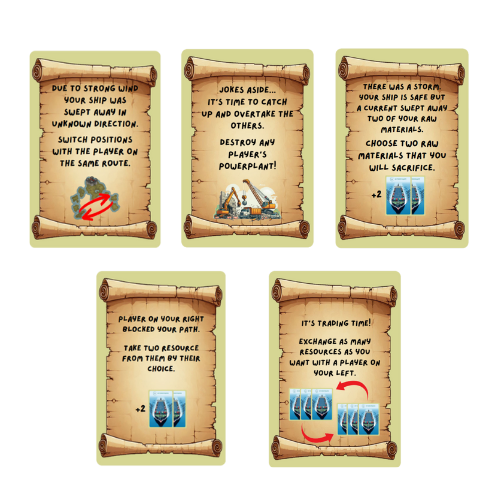 DUE TO STRONG WIND
YOUR SHIP WAS
SWEPT AWAY IN
UNKNOWN DIRECTION.
SWITCH POSITIONS
WITH THE PLAYER ON
THE SAME ROUTE.
JOKES ASIDE...
IT'S TIME TO CATCH
UP AND OVERTAKE THE
OTHERS.
DESTROY ANY
PLAYER'S
POWERPLANT!
THERE WAS A STORM,
YOUR SHIP IS SAFE BUT
A CURRENT SWEPT AWAY
TWO OF YOUR RAW
MATERIALS.
CHOOSE TWO RAW
MATERIALS THAT YOU
WILL SACRIFICE.
+2
PLAYER ON YOUR RIGHT
BLOCKED YOUR PATH.
TAKE TWO RESOURCE
FROM THEM BY THEIR
CHOICE.
+2
IT'S TRADING TIME!
EXCHANGE AS MANY
RESOURCES AS YOU
WANT WITH A PLAYER ON
YOUR LEFT.